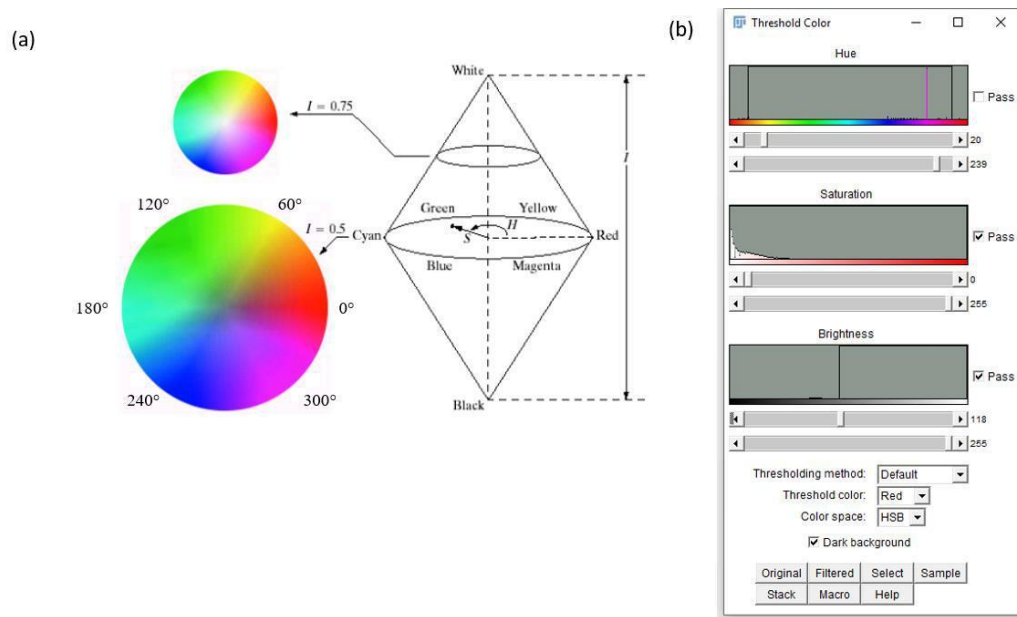 (a)
White
I = 0.75
I
120°
60°
Green
Yellow
I = 0.5
H
Cyan
S
Red
Blue
Magenta
180°
0°
240°
300°
Black
(b)
Threshold Color
Hue
Pass
20
239
Saturation
Pass
0
255
Brightness
Pass
118
255
Thresholding method: Default
Threshold color: Red
Color space: HSB
Dark background
Original Filtered Select Sample
Stack Macro Help